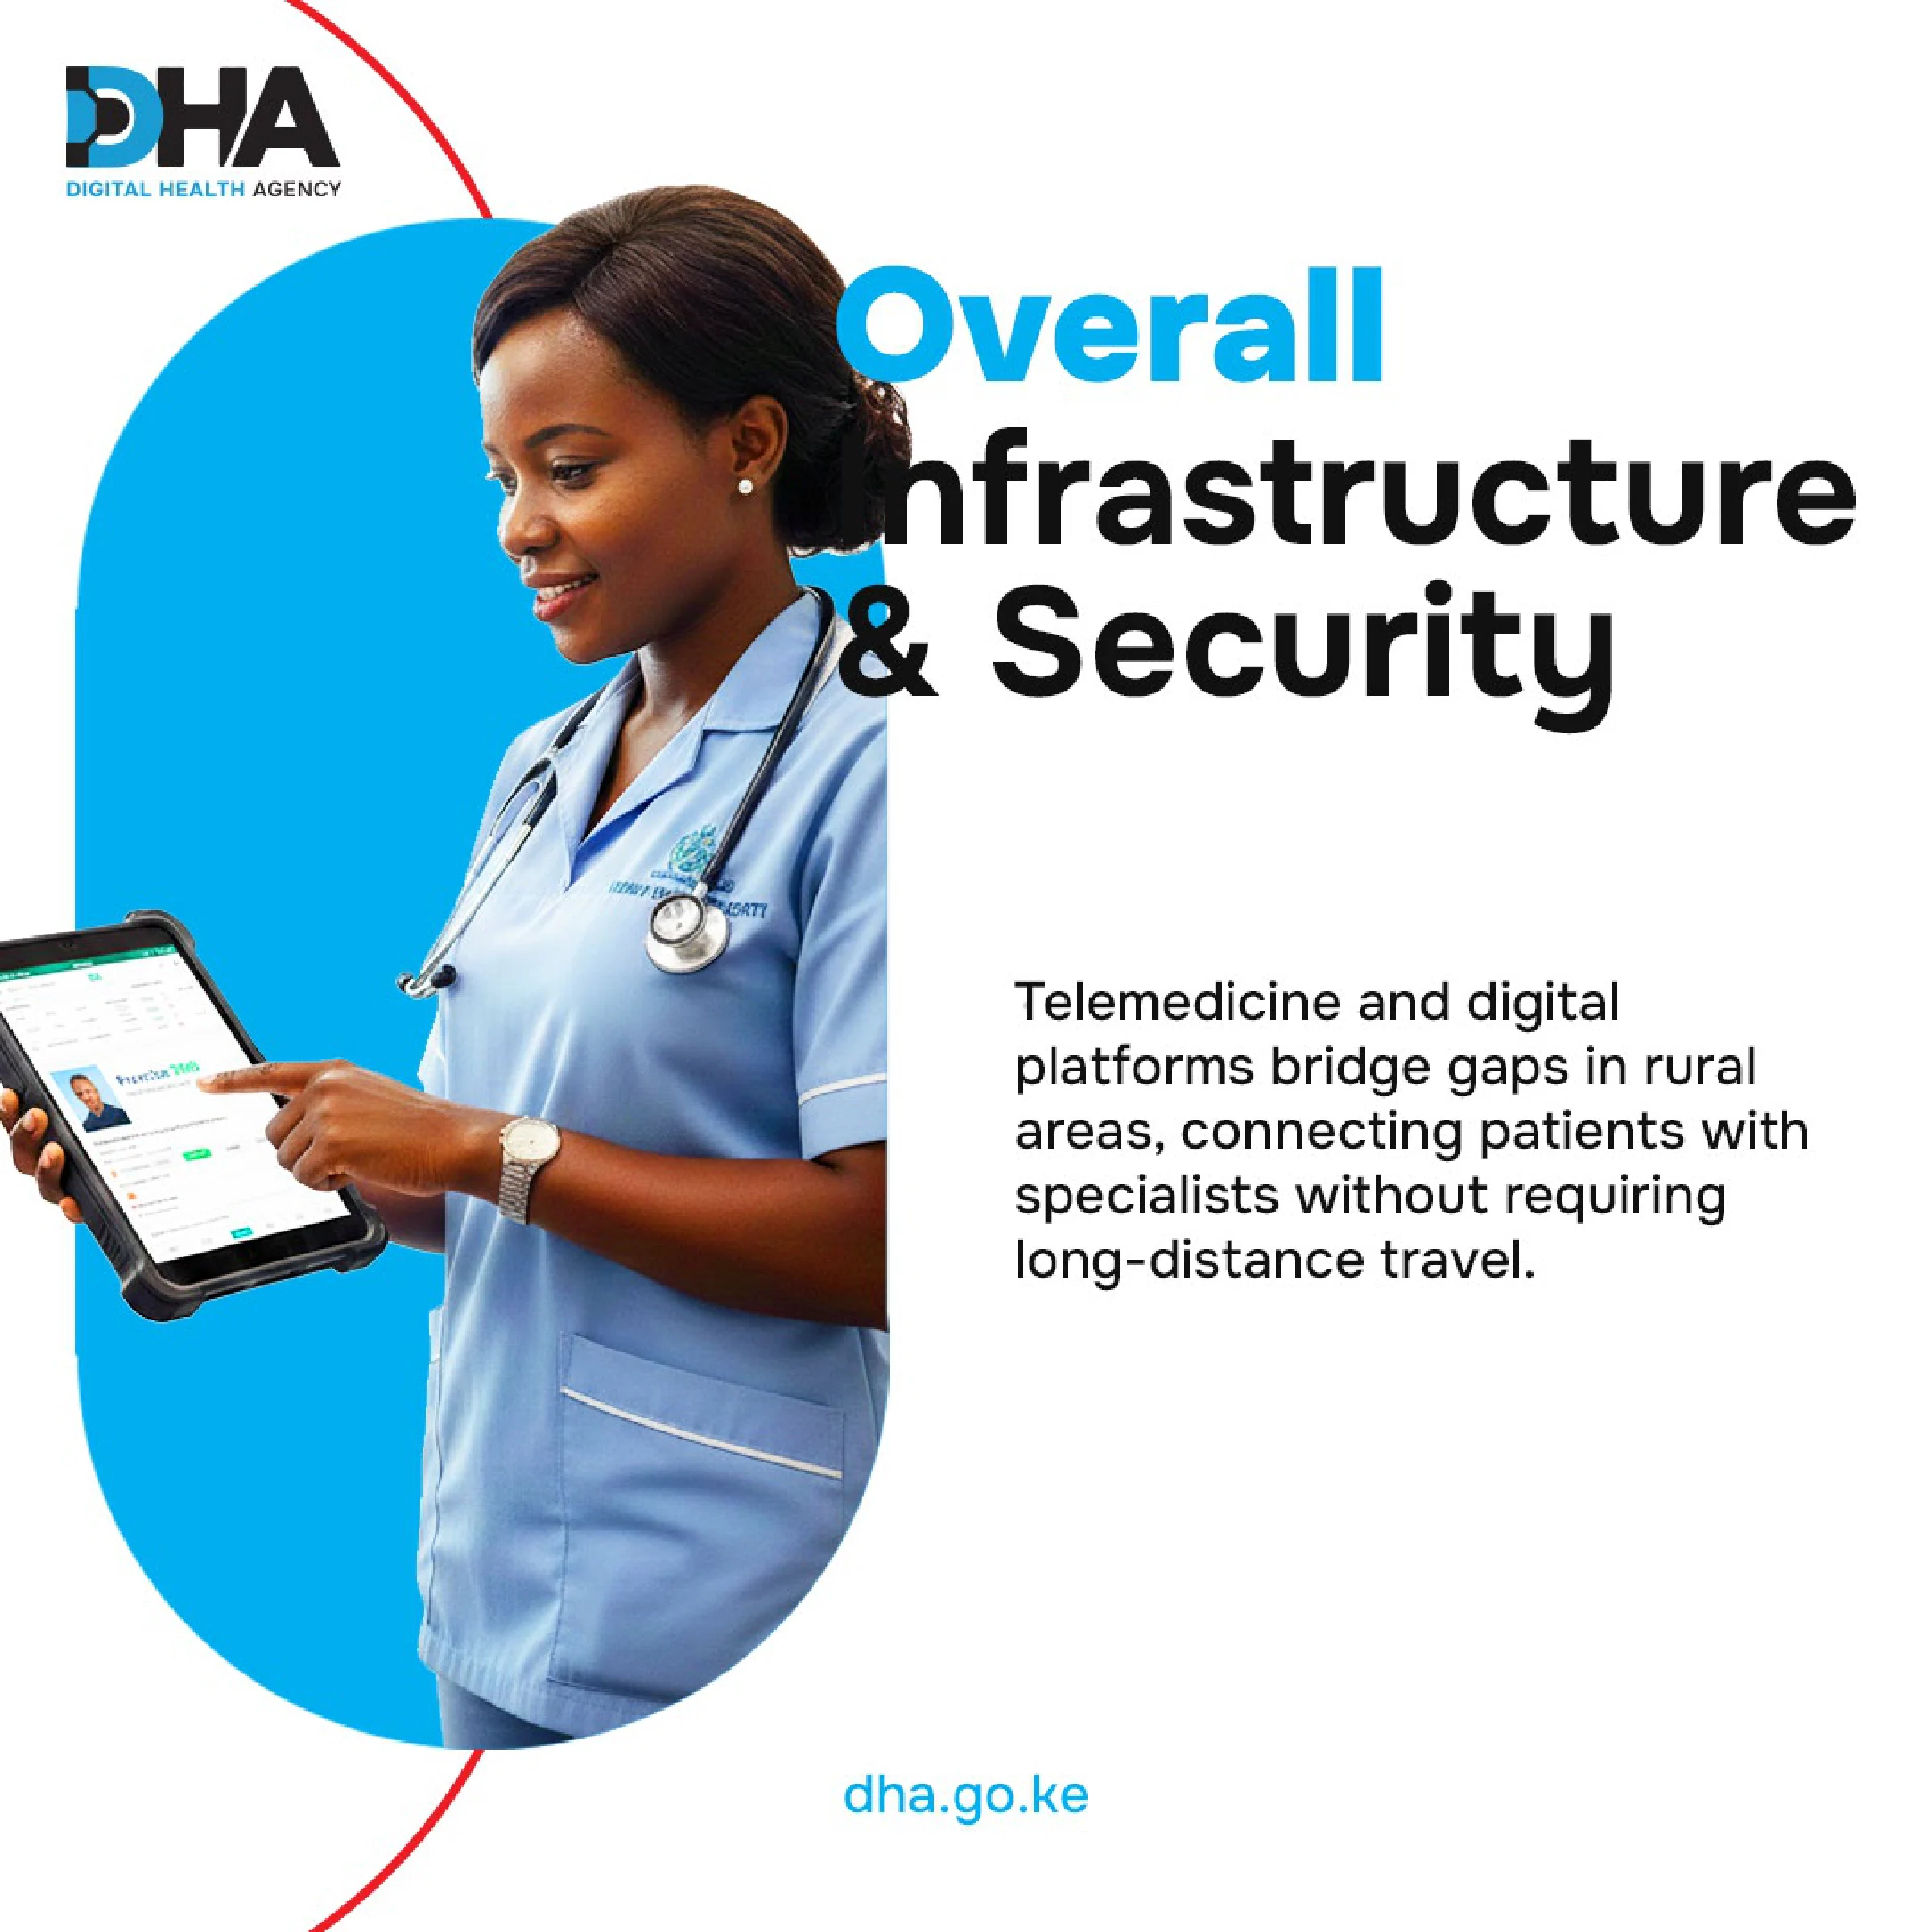 DHA
DIGITAL HEALTH AGENCY
Overall
Infrastructure
& Security
Telemedicine and digital
platforms bridge gaps in rural
areas, connecting patients with
specialists without requiring
long-distance travel.
dha.go.ke